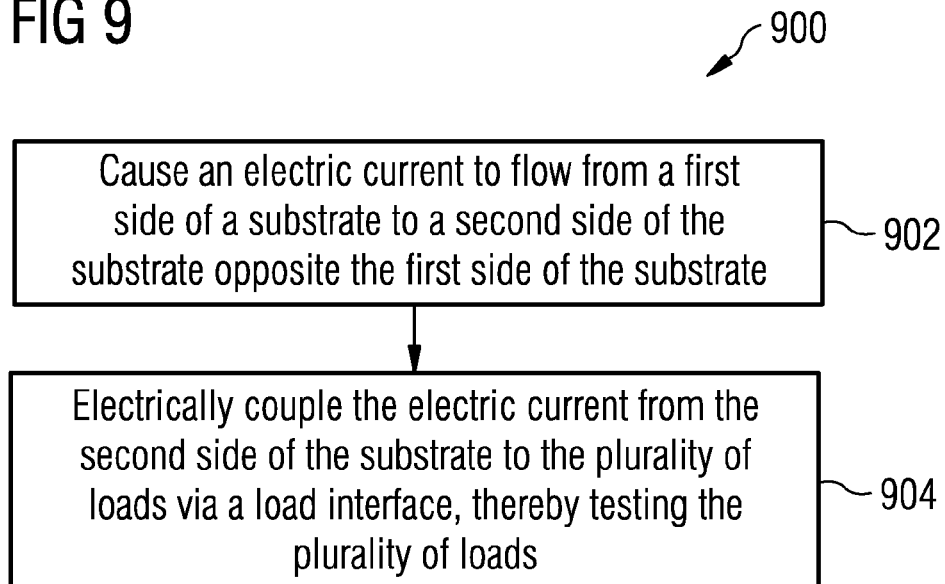 FIG 9
900
Cause an electric current to flow from a first
side of a substrate to a second side of the
substrate opposite the first side of the substrate
902
Electrically couple the electric current from the
second side of the substrate to the plurality of
loads via a load interface, thereby testing the
plurality of loads
904